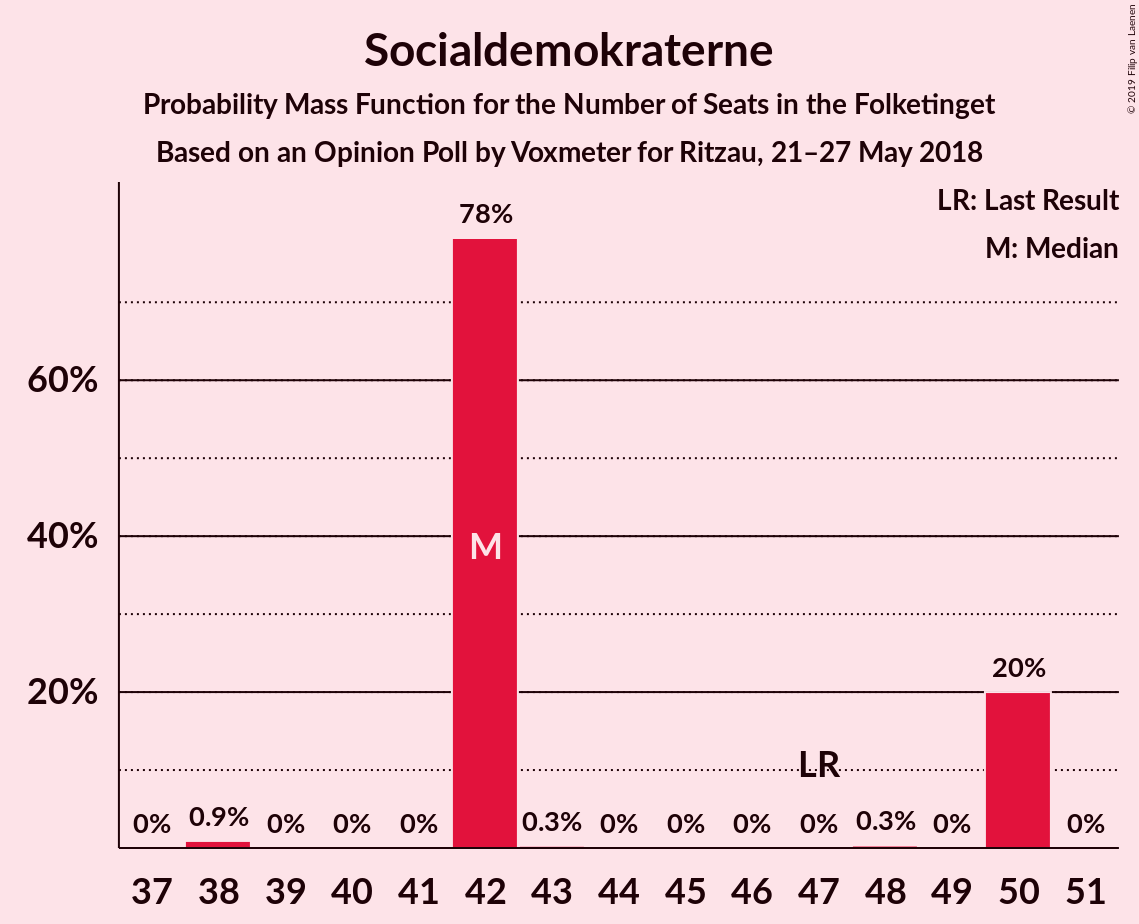 Socialdemokraterne
Probability Mass Function for the Number of Seats in the Folketinget
Based on an Opinion Poll by Voxmeter for Ritzau, 21–27 May 2018
© 2019 Filip van Laenen
LR: Last Result
M: Median
60%
40%
20%
0%
0.9%
0%
0%
0%
78%
M
0.3%
0%
0%
0%
LR
0%
0.3%
0%
20%
0%
37 38 39 40 41 42 43 44 45 46 47 48 49 50 51